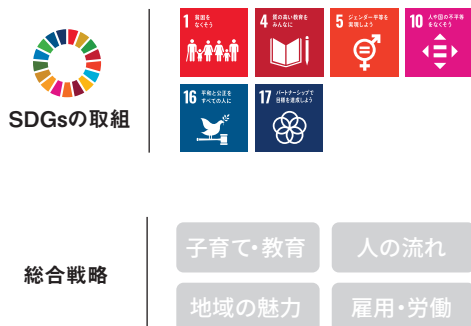 1 貧困を
なくそう
4 質の高い教育を
みんなに
5 ジェンダー平等を
実現しよう
10 人や国の不平等
をなくそう
16 平和と公正を
すべての人に
17 パートナーシップで
目標を達成しよう
SDGsの取組
総合戦略
子育て・教育
人の流れ
地域の魅力
雇用・労働